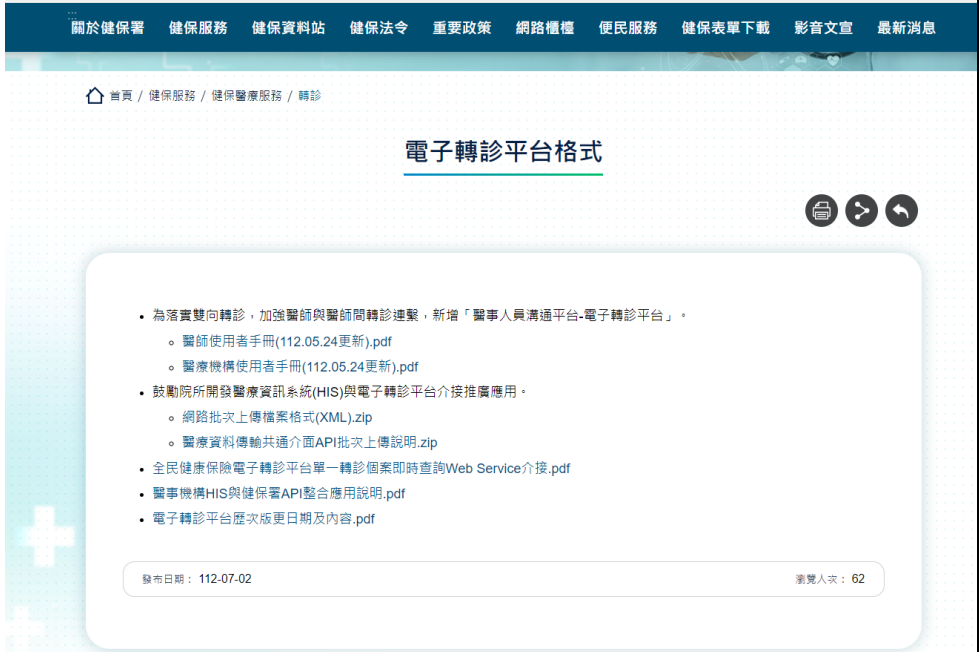 :::
關於健保署 健保服務 健保資料站 健保法令 重要政策 網路櫃檯 便民服務 健保表單下載 影音文宣 最新消息
首頁 / 健保服務 / 健保醫療服務 / 轉診
電子轉診平台格式
• 為落實雙向轉診，加強醫師與醫師間轉診連繫，新增「醫事人員溝通平台-電子轉診平台」。
醫師使用者手冊(112.05.24更新).pdf
醫療機構使用者手冊(112.05.24更新).pdf
• 鼓勵院所開發醫療資訊系統(HIS)與電子轉診平台介接推廣應用。
網路批次上傳檔案格式(XML).zip
醫療資料傳輸共通介面API批次上傳說明.zip
• 全民健康保險電子轉診平台單一轉診個案即時查詢Web Service介接.pdf
• 醫事機構HIS與健保署API整合應用說明.pdf
• 電子轉診平台歷次版更日期及內容.pdf
發布日期： 112-07-02 瀏覽人次： 62